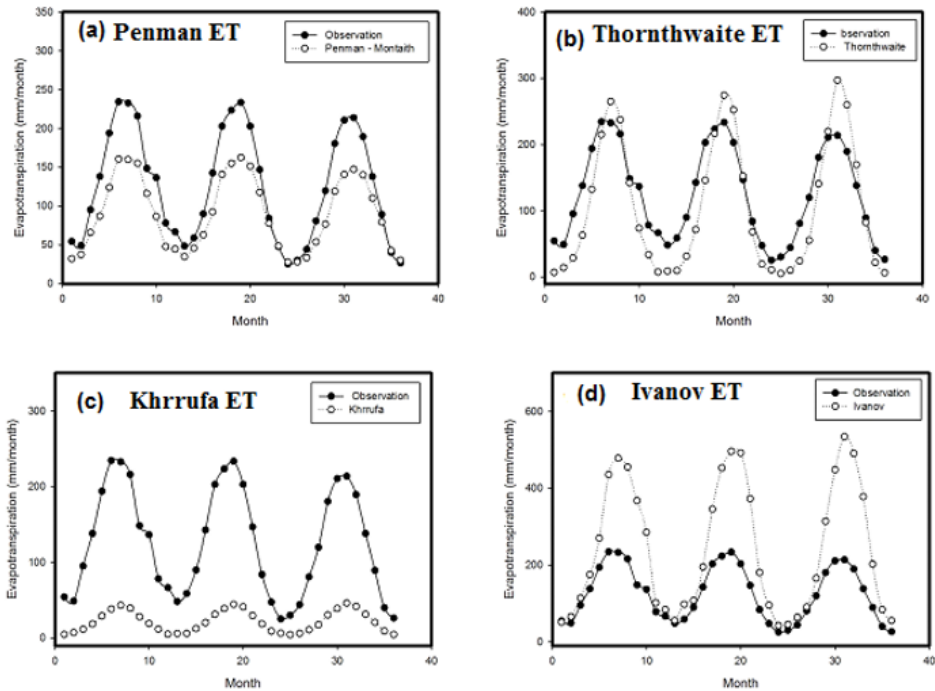 (a) Penman ET
Observation
Penman - Montaith
Evapotranspiration (mm/month)
350
300
250
200
150
100
50
0
0 10 20 30 40
Month
(b) Thornthwaite ET
bservation
Thornthwaite
Evapotranspiration (mm/month)
400
300
200
100
0
0 10 20 30 40
Month
(c) Khrrufa ET
Observation
Khrrufa
Evapotranspiration (mm/month)
300
200
100
0
0 10 20 30 40
Month
(d) Ivanov ET
Observation
Ivanov
Evapotranspiration (mm/month)
600
400
200
0
0 10 20 30 40
Month